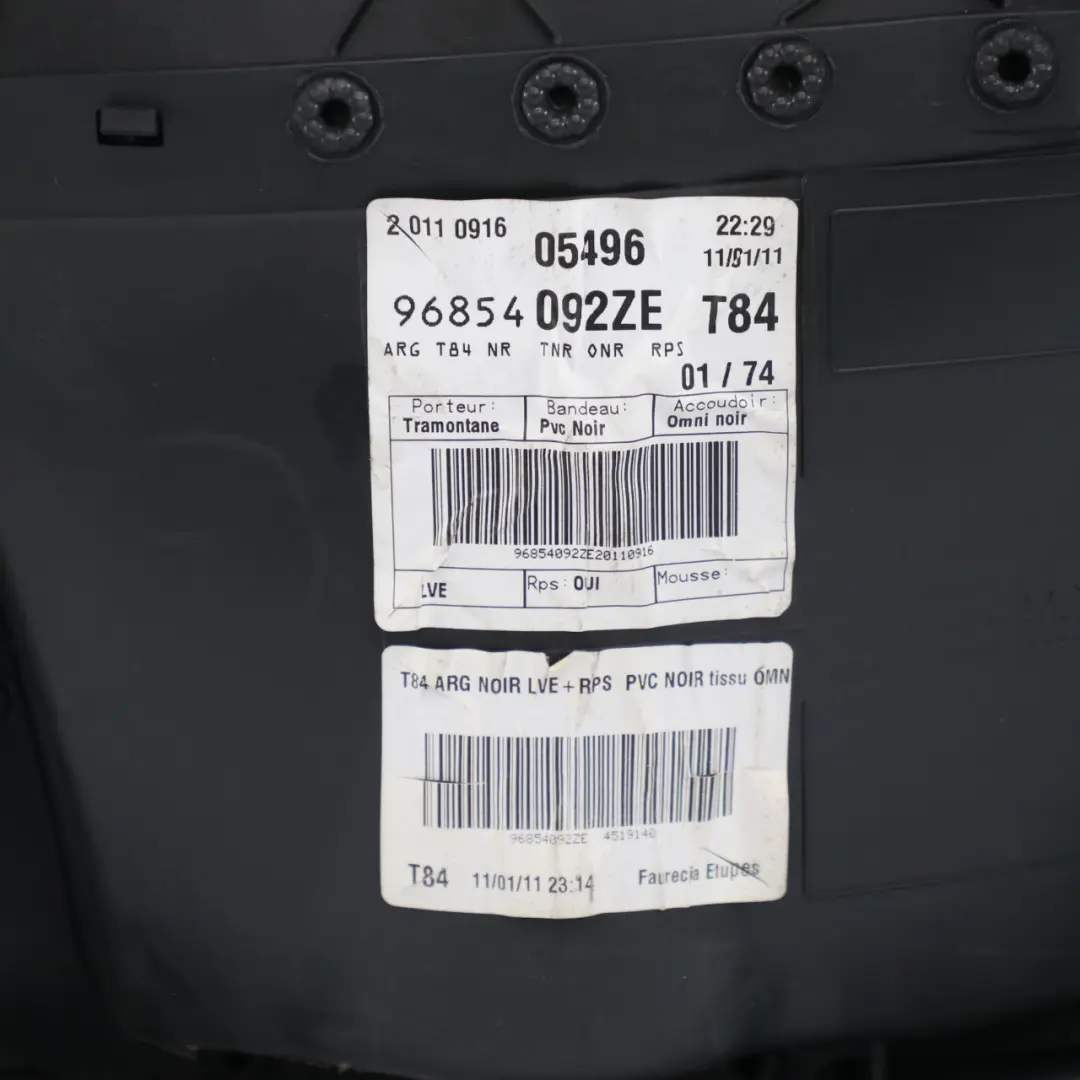 2 011 0916 05496 22:29
11/01/11
96854 092ZE T84
ARG T84 NR TNR ONR RPS
01 / 74
Porteur: Bandeau: Accoudoir:
Tramontane Pvc Noir Omni noir
96854092ZE20110916
LVE Rps: OUI Mousse:
T84 ARG NOIR LVE + RPS PVC NOIR tissu OMN
96854092ZE 4519140
T84 11/01/11 23:14 Faurecia Etupes